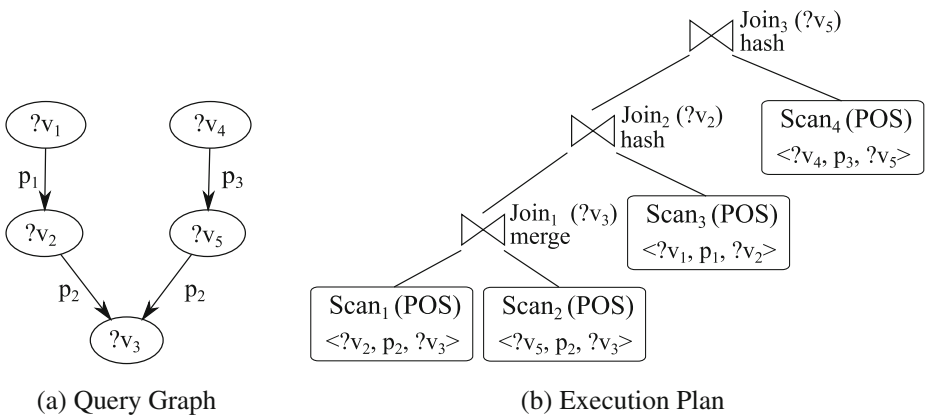 ?v₁
?v₄
p₁
p₃
?v₂
?v₅
p₂
p₂
?v₃
(a) Query Graph
Join₃ (?v₅)
hash
Join₂ (?v₂)
hash
Scan₄ (POS)
<?v₄, p₃, ?v₅>
Join₁ (?v₃)
merge
Scan₃ (POS)
<?v₁, p₁, ?v₂>
Scan₁ (POS)
<?v₂, p₂, ?v₃>
Scan₂ (POS)
<?v₅, p₂, ?v₃>
(b) Execution Plan